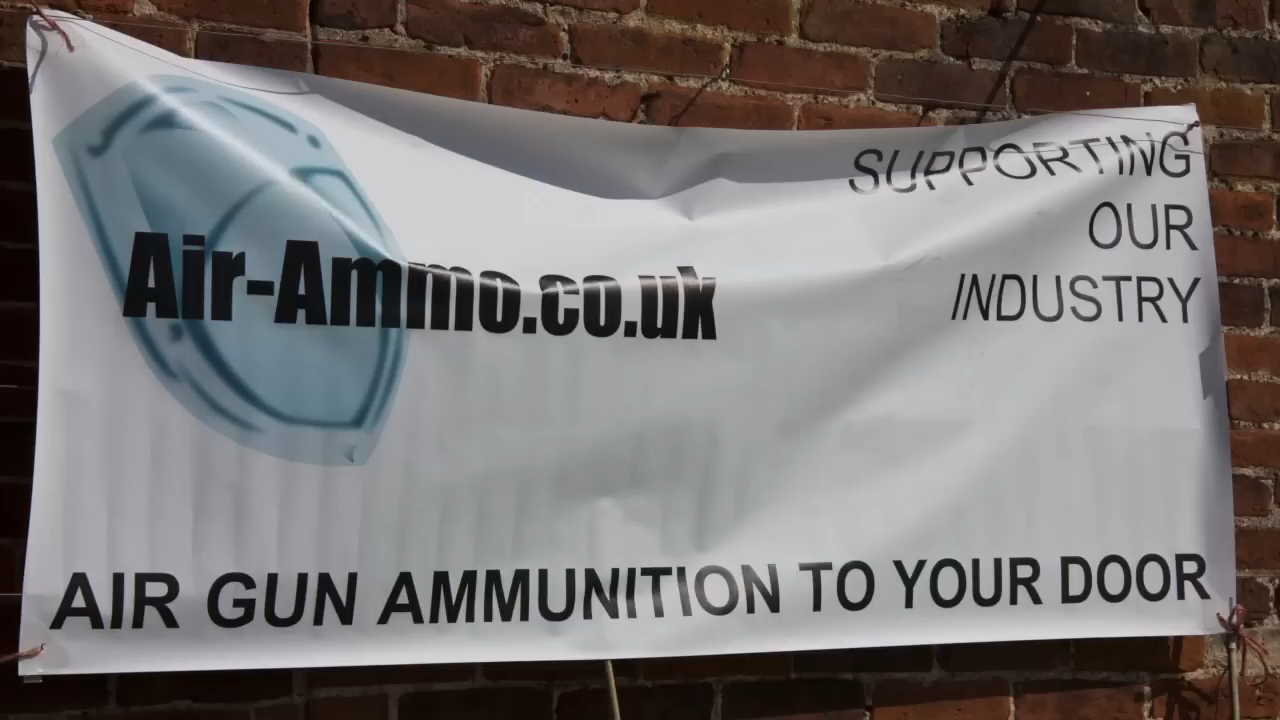 SUPPORTING
OUR
INDUSTRY
Air-Ammo.co.uk
AIR GUN AMMUNITION TO YOUR DOOR